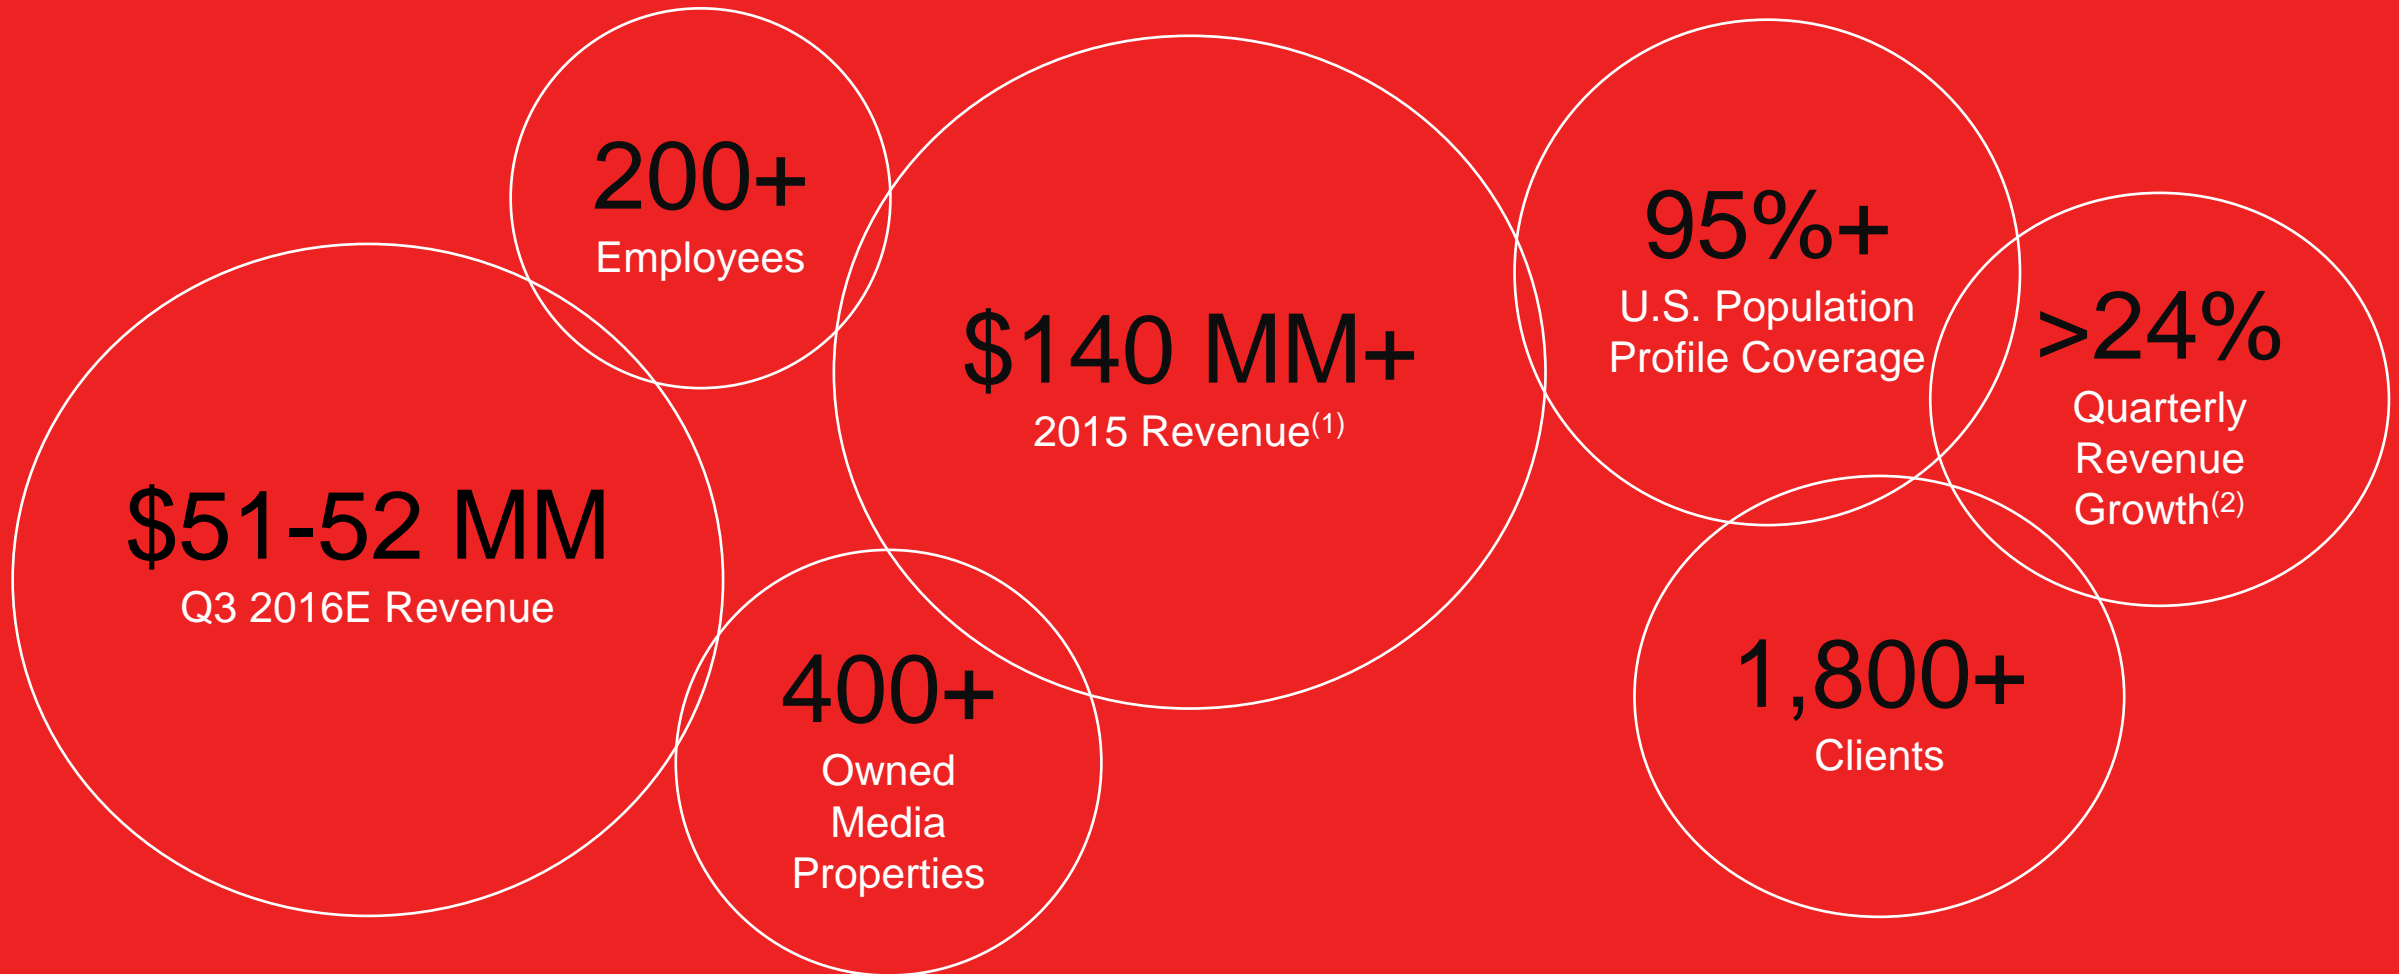 200+
Employees
$51-52 MM
Q3 2016E Revenue
$140 MM+
2015 Revenue(1)
400+
Owned
Media
Properties
95%+
U.S. Population
Profile Coverage
>24%
Quarterly
Revenue
Growth(2)
1,800+
Clients